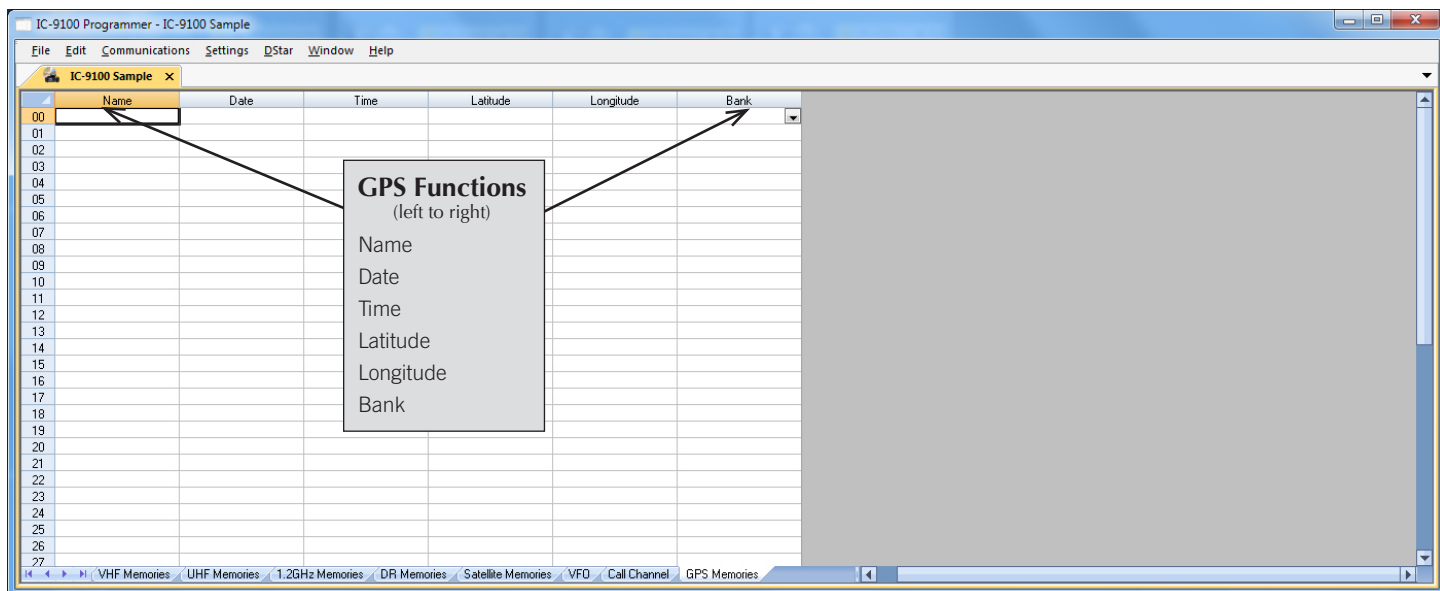 IC-9100 Programmer - IC-9100 Sample
File Edit Communications Settings DStar Window Help
IC-9100 Sample X
Name Date Time Latitude Longitude Bank
00
01
02
03
04
05
06
07
08
09
10
11
12
13
14
15
16
17
18
19
20
21
22
23
24
25
26
27
GPS Functions
(left to right)
Name
Date
Time
Latitude
Longitude
Bank
VHF Memories UHF Memories 1.2GHz Memories DR Memories Satellite Memories VFO Call Channel GPS Memories